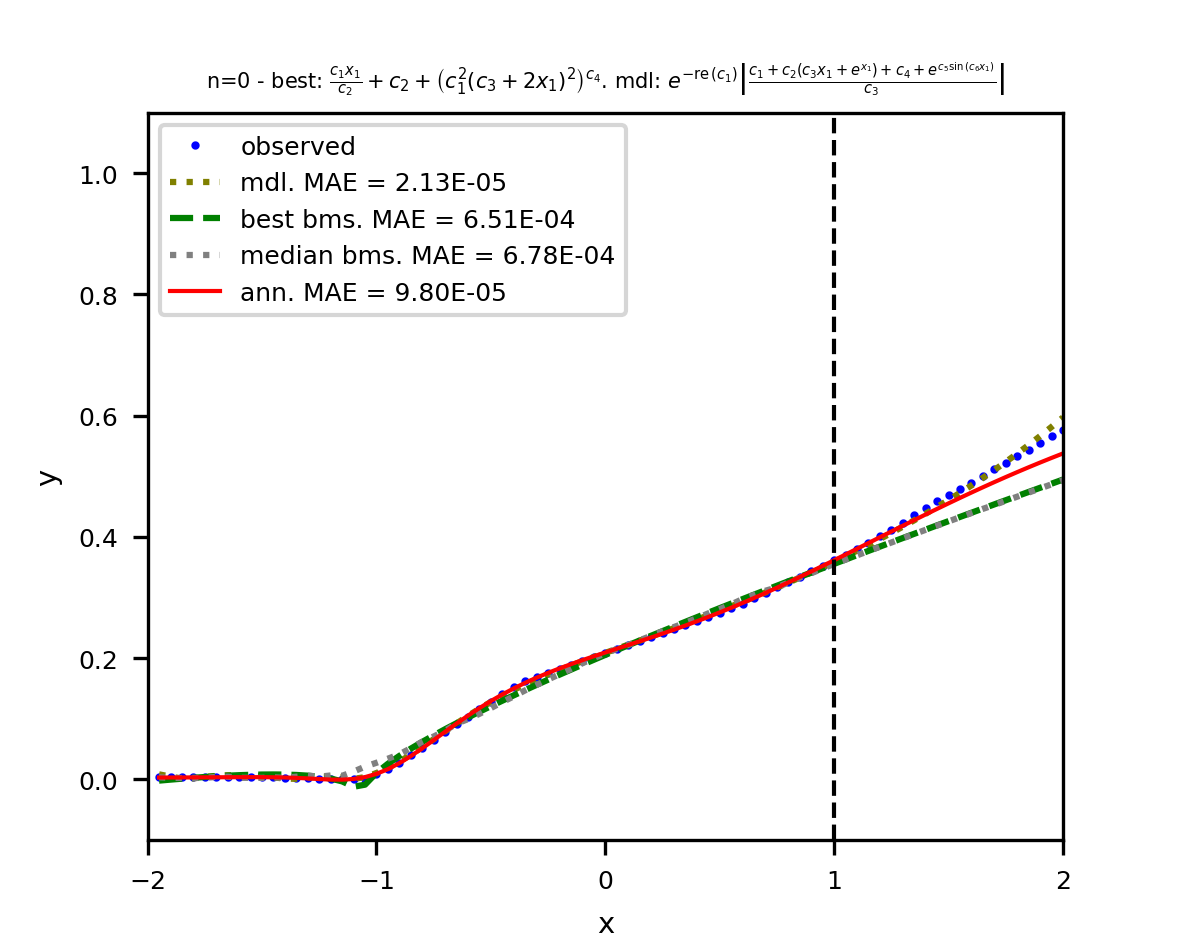 n=0 - best: $\frac{c_1 x_1}{c_2} + c_2 + \left(c_1^2(c_3 + 2x_1)^2\right)^{c_4}$. mdl: $e^{-\mathrm{re}(c_1)}\left|\frac{c_1 + c_2(c_3 x_1 + e^{x_1}) + c_4 + e^{c_5 \sin(c_6 x_1)}}{c_3}\right|$
observed
mdl. MAE = 2.13E-05
best bms. MAE = 6.51E-04
median bms. MAE = 6.78E-04
ann. MAE = 9.80E-05
1.0
0.8
0.6
0.4
0.2
0.0
y
−2
−1
0
1
2
x